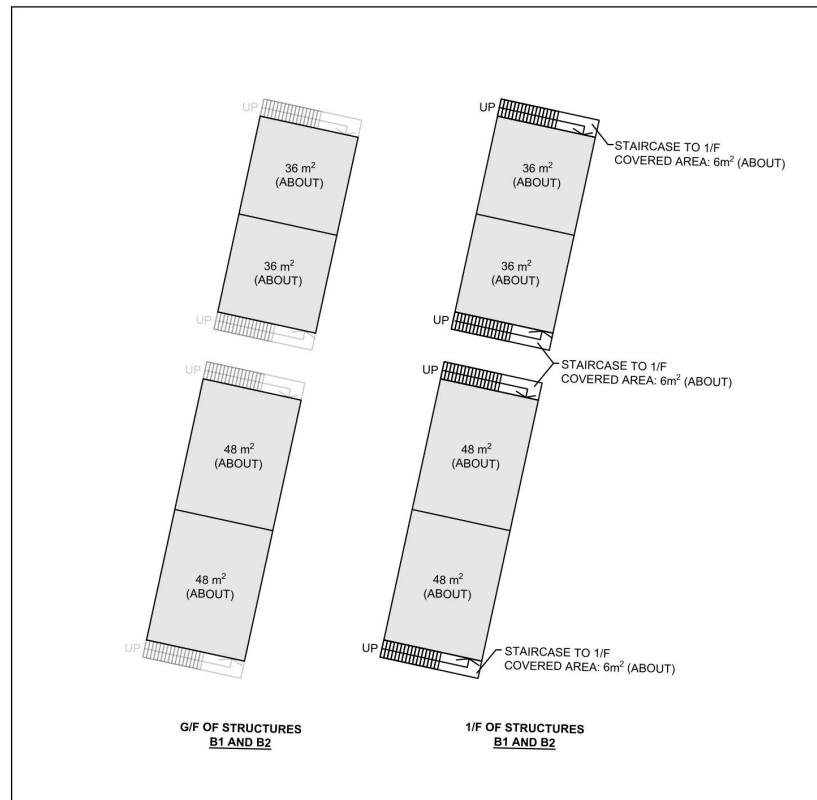 UP
36 m²
(ABOUT)
36 m²
(ABOUT)
UP
UP
48 m²
(ABOUT)
48 m²
(ABOUT)
UP
G/F OF STRUCTURES
B1 AND B2
UP
STAIRCASE TO 1/F
COVERED AREA: 6m² (ABOUT)
36 m²
(ABOUT)
36 m²
(ABOUT)
UP
STAIRCASE TO 1/F
COVERED AREA: 6m² (ABOUT)
UP
48 m²
(ABOUT)
48 m²
(ABOUT)
UP
STAIRCASE TO 1/F
COVERED AREA: 6m² (ABOUT)
1/F OF STRUCTURES
B1 AND B2